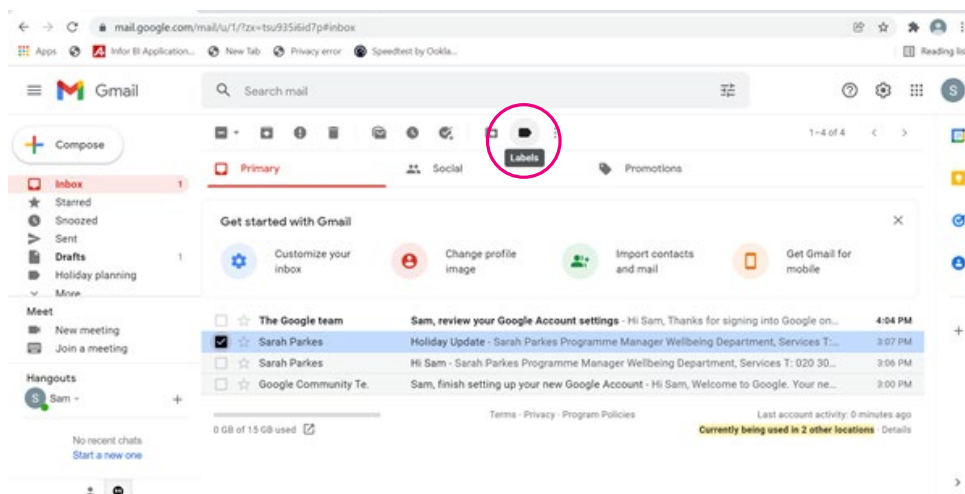 mail.google.com/mail/u/1/?zx=tsu935i6id7p#inbox
Apps Infor BI Application... New Tab Privacy error Speedtest by Ookla... Reading list
Gmail Search mail S
Compose 1–4 of 4
Labels
Primary Social Promotions
Inbox 1
Starred
Snoozed
Sent
Drafts 1
Holiday planning
More
Get started with Gmail
Customize your inbox
Change profile image
Import contacts and mail
Get Gmail for mobile
Meet
New meeting
Join a meeting
Hangouts
S Sam
No recent chats
Start a new one
The Google team Sam, review your Google Account settings - Hi Sam, Thanks for signing into Google on... 4:04 PM
Sarah Parkes Holiday Update - Sarah Parkes Programme Manager Wellbeing Department, Services T:... 3:07 PM
Sarah Parkes Hi Sam - Sarah Parkes Programme Manager Wellbeing Department, Services T: 020 30... 3:06 PM
Google Community Te. Sam, finish setting up your new Google Account - Hi Sam, Welcome to Google. Your ne... 3:00 PM
0 GB of 15 GB used
Terms · Privacy · Program Policies
Last account activity: 0 minutes ago
Currently being used in 2 other locations · Details